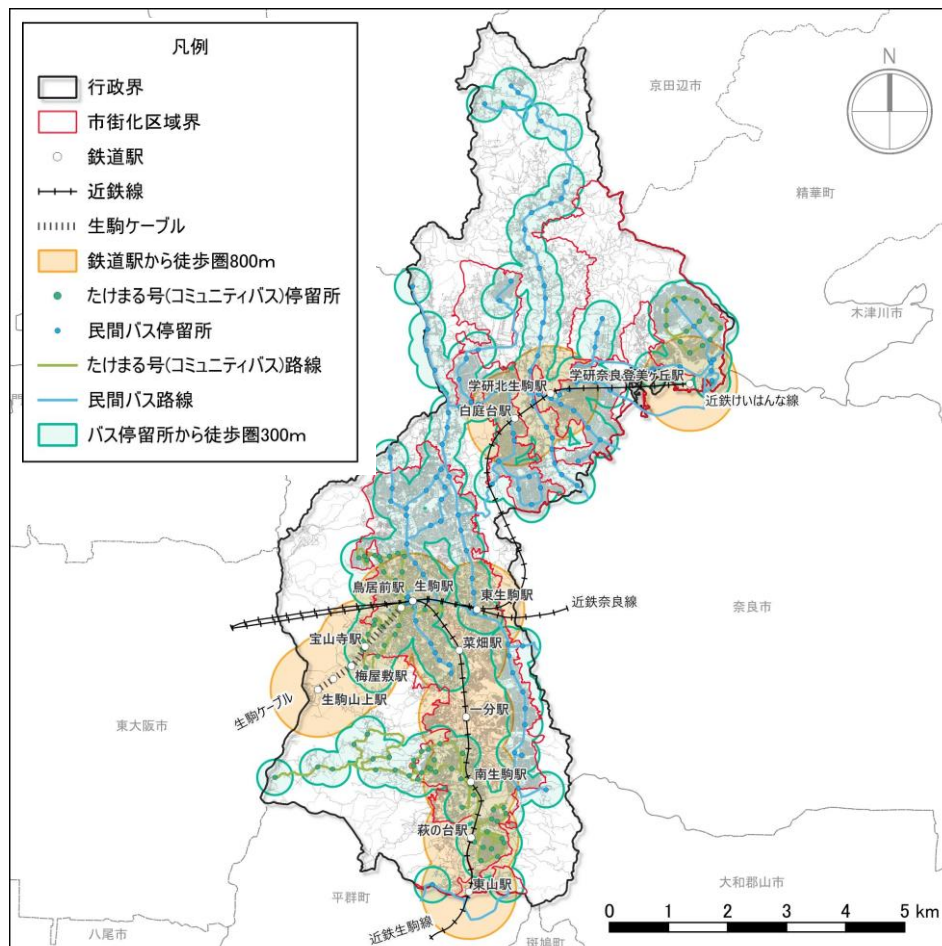 凡例
行政界
市街化区域界
鉄道駅
近鉄線
生駒ケーブル
鉄道駅から徒歩圏800m
たけまる号(コミュニティバス)停留所
民間バス停留所
たけまる号(コミュニティバス)路線
民間バス路線
バス停留所から徒歩圏300m
N
京田辺市
精華町
木津川市
門
学研奈良登美ヶ丘駅
学研北生駒駅
近鉄けいはんな線
白庭台駅
鳥居前駅
生駒駅
東生駒駅
近鉄奈良線
奈良市
宝山寺駅
菜畑駅
梅屋敷駅
生駒山上駅
生駒ケーブル
一分駅
東大阪市
南生駒駅
萩の台駅
東山駅
平群町
大和郡山市
近鉄生駒線
八尾市
斑鳩町
0 1 2 3 4 5 km